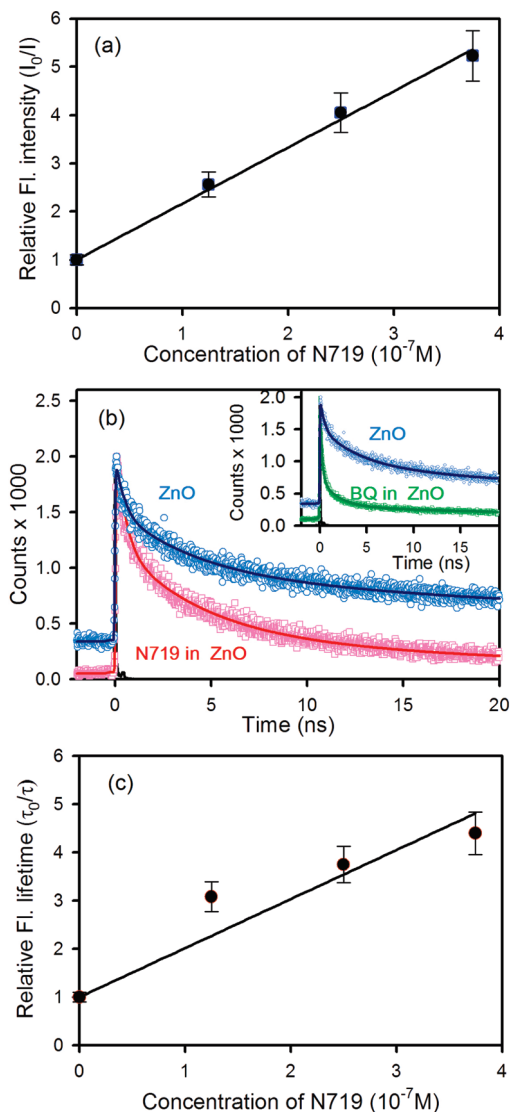 (a)
Relative Fl. intensity (I₀/I)
6
5
4
3
2
1
0
0 1 2 3 4
Concentration of N719 (10⁻⁷M)
(b)
Counts x 1000
2.5
2.0
1.5
1.0
0.5
0.0
ZnO
N719 in ZnO
0 5 10 15 20
Time (ns)
Counts x 1000
2.0
1.5
1.0
0.5
0.0
ZnO
BQ in ZnO
0 5 10 15
Time (ns)
(c)
Relative Fl. lifetime (τ₀/τ)
6
5
4
3
2
1
0
0 1 2 3 4
Concentration of N719 (10⁻⁷M)